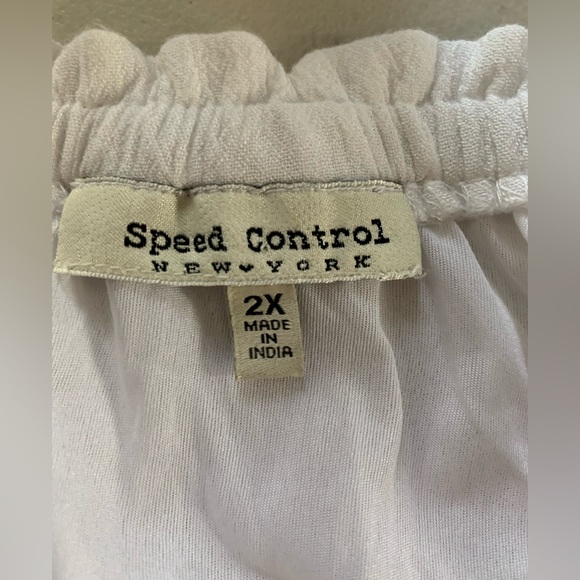 Speed Control
NEW♥YORK
2X
MADE
IN
INDIA